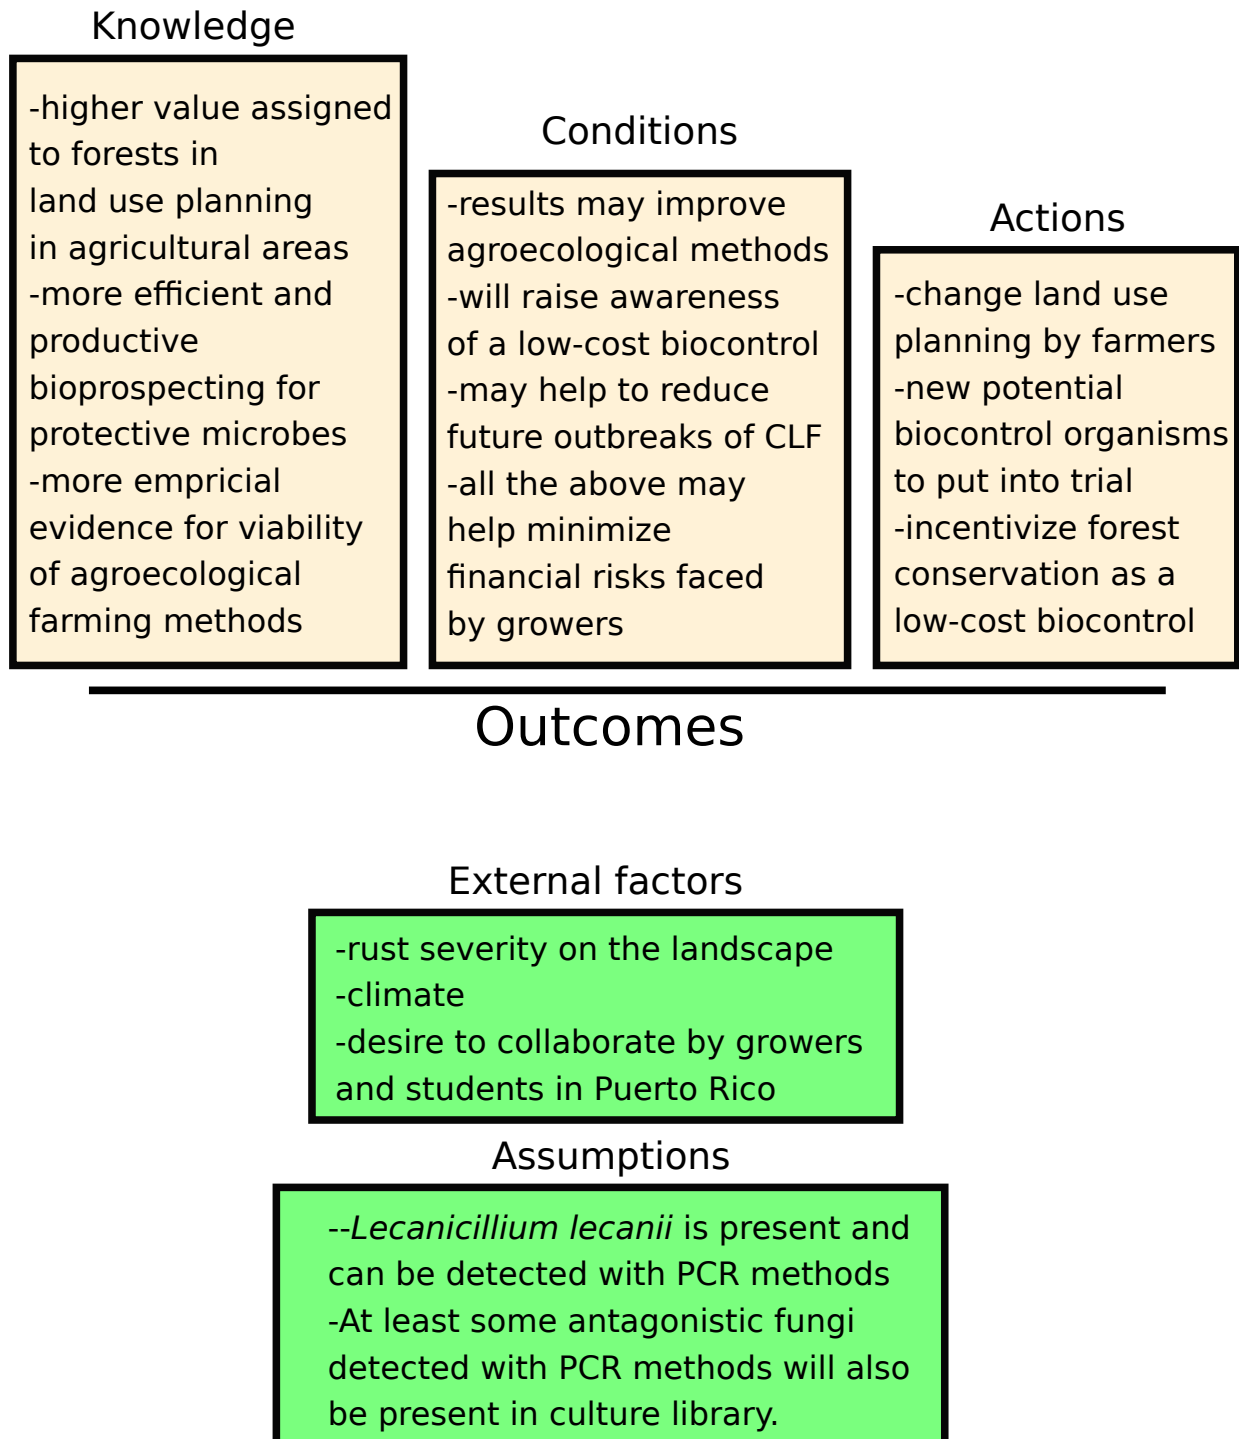 Knowledge
-higher value assigned
to forests in
land use planning
in agricultural areas
-more efficient and
productive
bioprospecting for
protective microbes
-more empricial
evidence for viability
of agroecological
farming methods
Conditions
-results may improve
agroecological methods
-will raise awareness
of a low-cost biocontrol
-may help to reduce
future outbreaks of CLF
-all the above may
help minimize
financial risks faced
by growers
Actions
-change land use
planning by farmers
-new potential
biocontrol organisms
to put into trial
-incentivize forest
conservation as a
low-cost biocontrol
Outcomes
External factors
-rust severity on the landscape
-climate
-desire to collaborate by growers
and students in Puerto Rico
Assumptions
--Lecanicillium lecanii is present and
can be detected with PCR methods
-At least some antagonistic fungi
detected with PCR methods will also
be present in culture library.